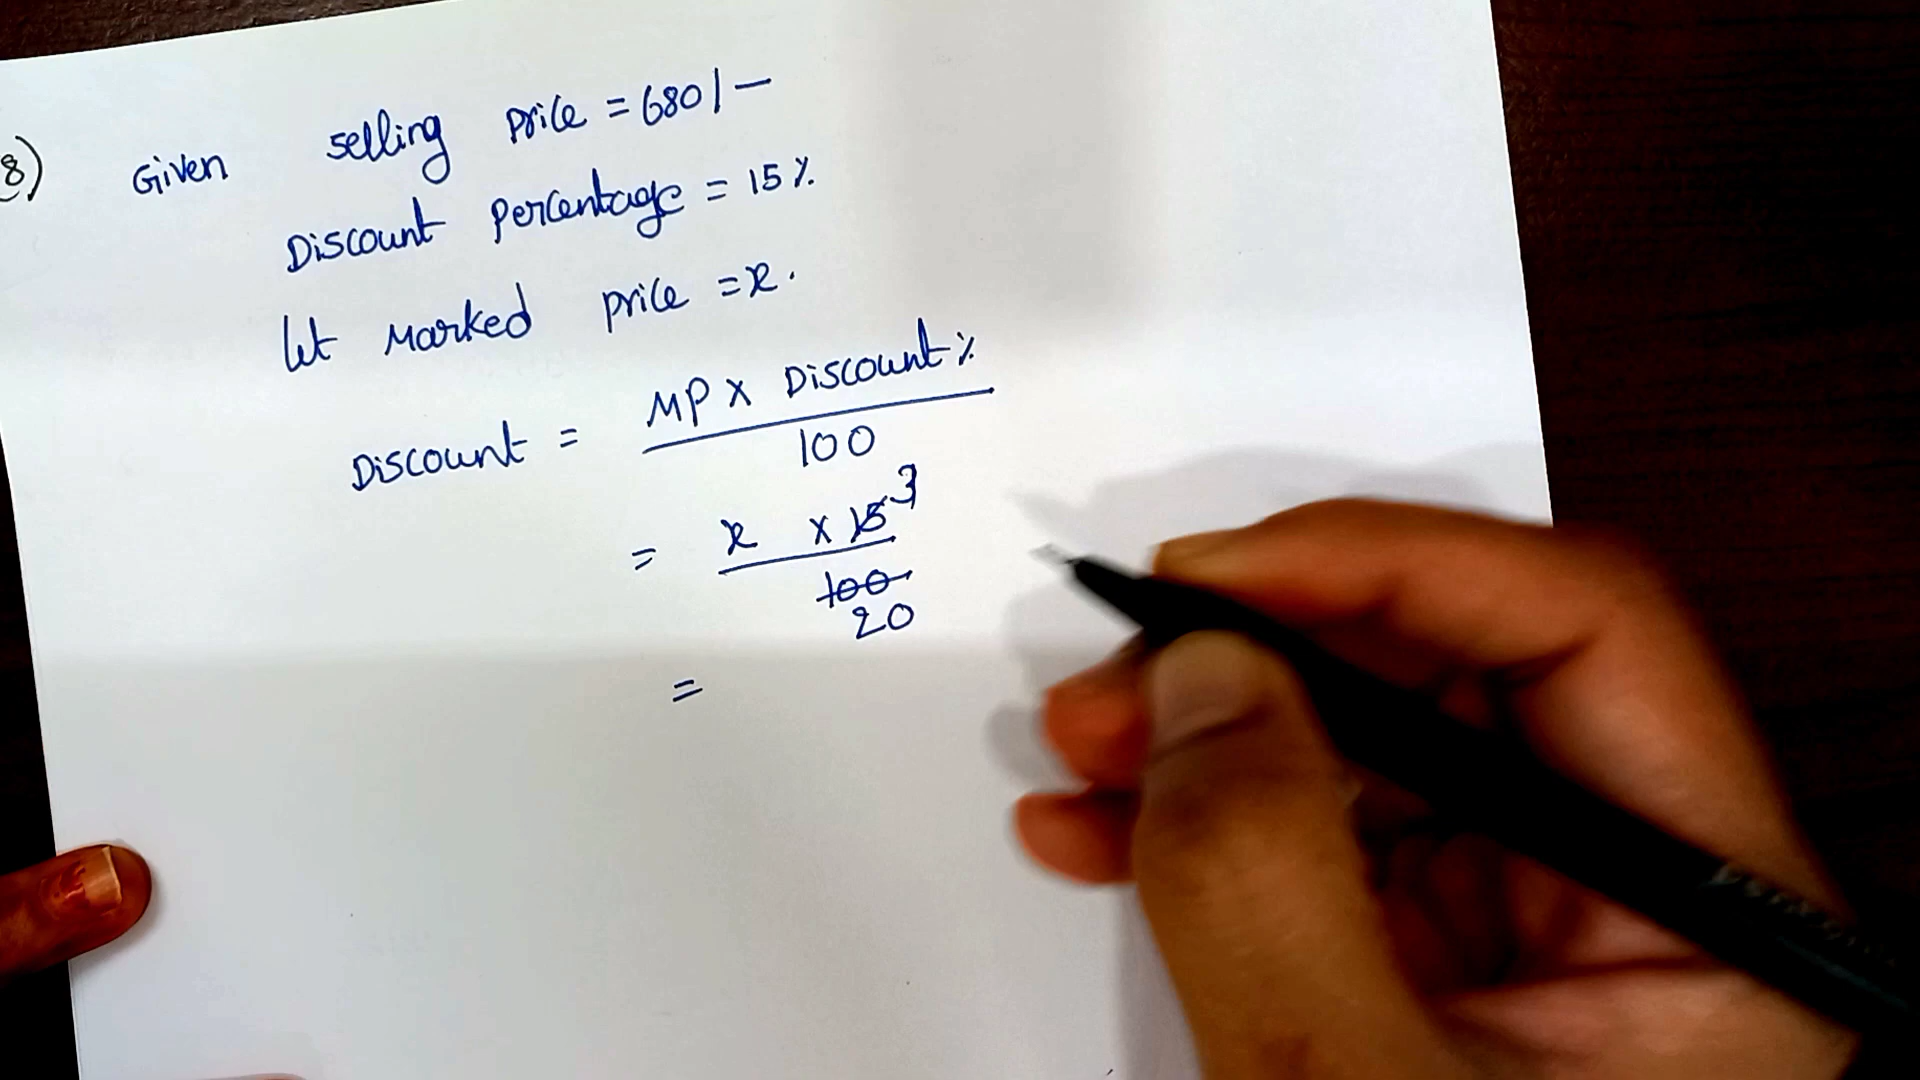 8) Given selling price = 680/-
Discount percentage = 15%
let Marked price = x.
Discount = MP X Discount %
100
= x X 15 3
100
20
=